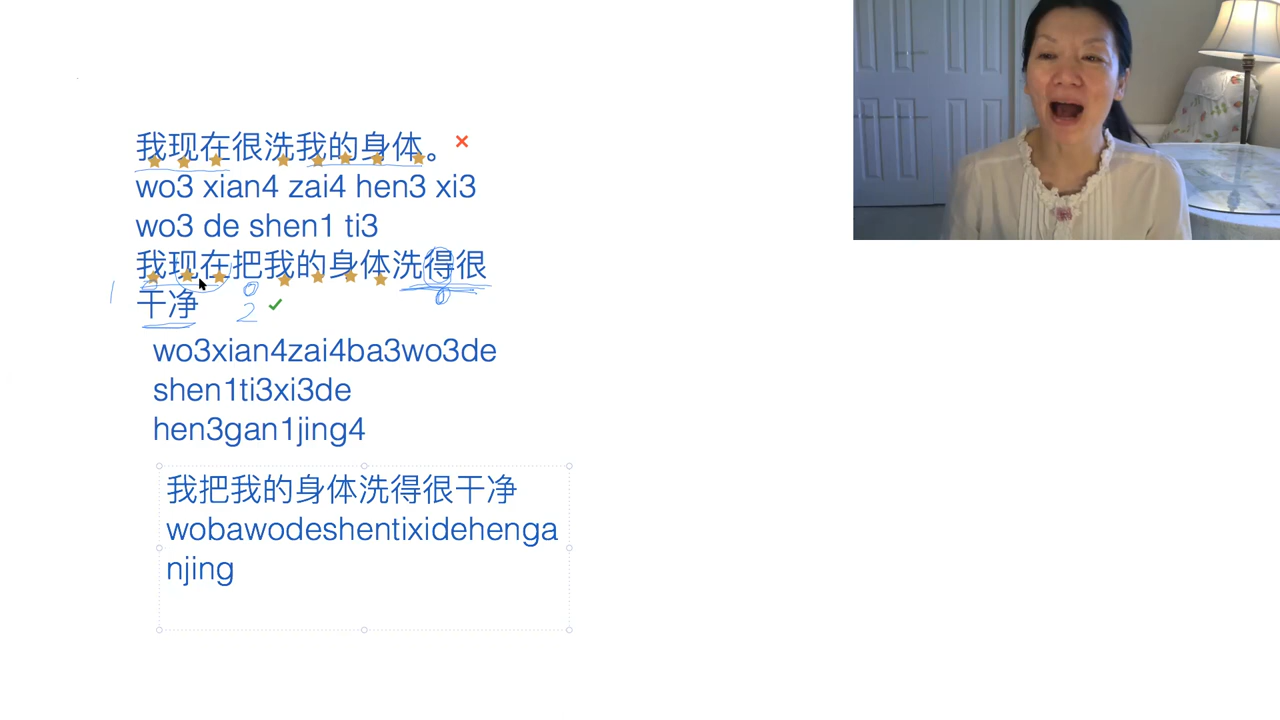 我现在很洗我的身体。
wo3 xian4 zai4 hen3 xi3
wo3 de shen1 ti3
我现在把我的身体洗得很
干净
1
2
wo3xian4zai4ba3wo3de
shen1ti3xi3de
hen3gan1jing4
我把我的身体洗得很干净
wobawodeshentixidehenga
njing